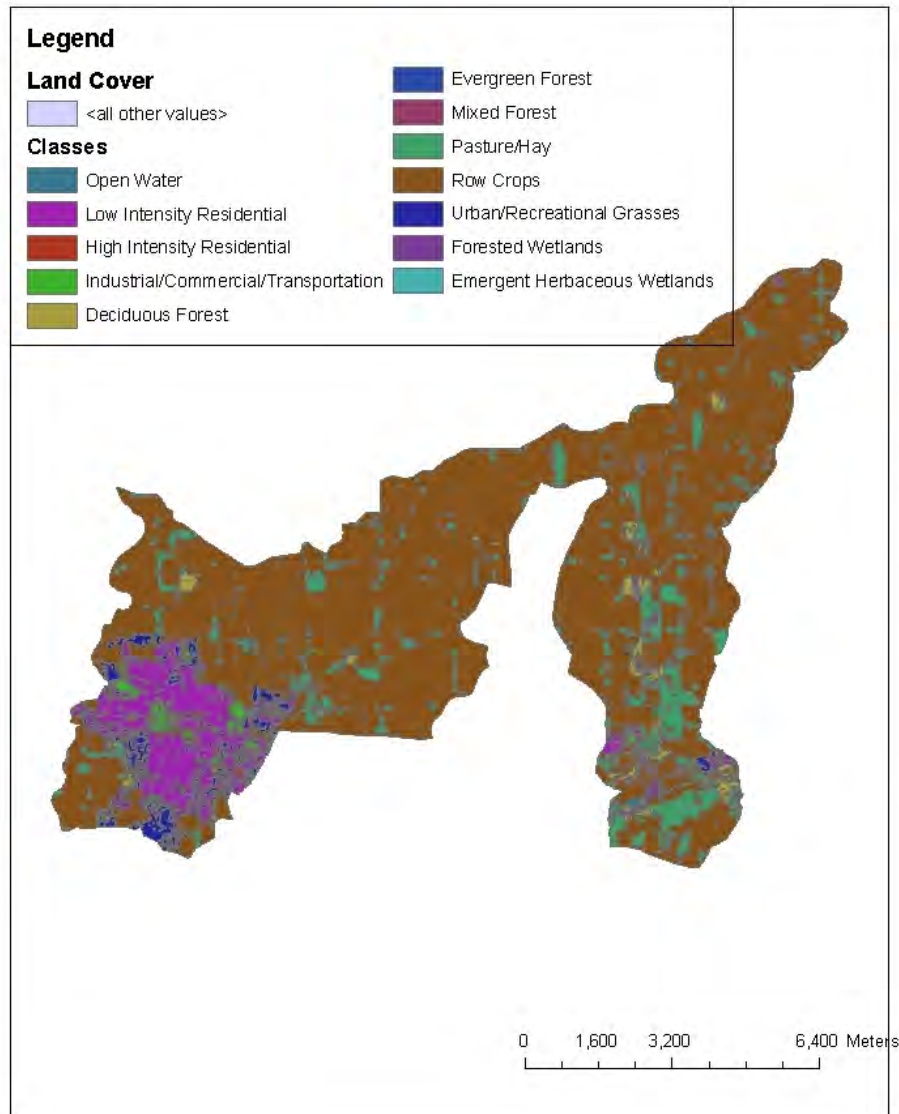 Legend
Land Cover
<all other values>
Classes
Open Water
Low Intensity Residential
High Intensity Residential
Industrial/Commercial/Transportation
Deciduous Forest
Evergreen Forest
Mixed Forest
Pasture/Hay
Row Crops
Urban/Recreational Grasses
Forested Wetlands
Emergent Herbaceous Wetlands
0 1,600 3,200 6,400 Meters